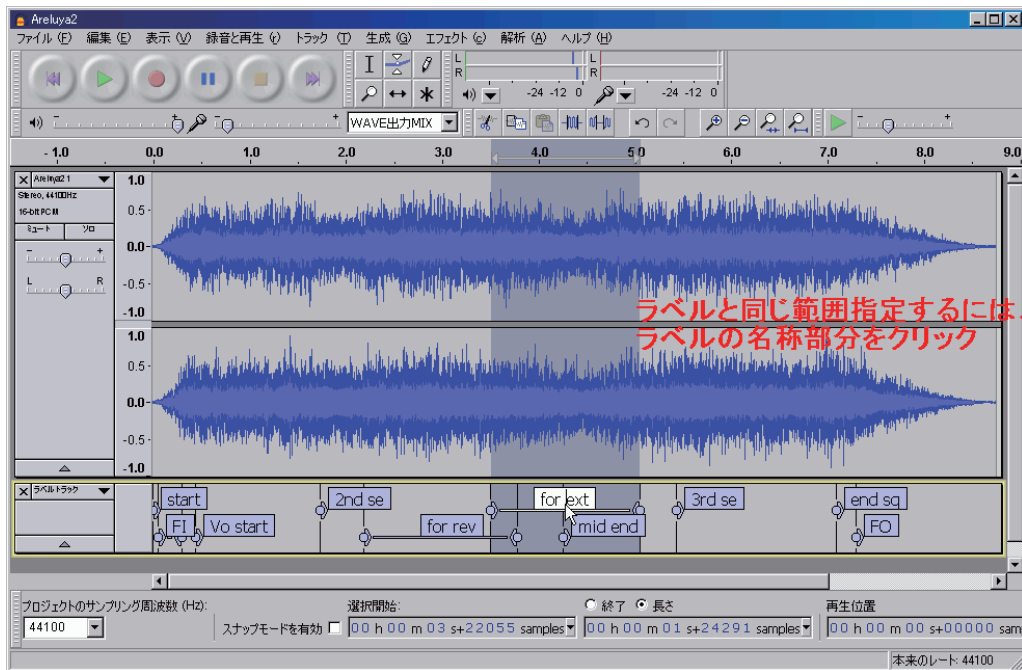 Areluya2
ファイル (F) 編集 (E) 表示 (V) 録音と再生 (r) トラック (T) 生成 (G) エフェクト (c) 解析 (A) ヘルプ (H)
L
R
-24 -12 0
L
R
-24 -12 0
WAVE出力MIX
- 1.0 0.0 1.0 2.0 3.0 4.0 5.0 6.0 7.0 8.0 9.0
Areluya2 1
Stereo, 44100Hz
16-bit PCM
ミュート ソロ
- +
L R
1.0
0.5
0.0
-0.5
-1.0
1.0
0.5
0.0
-0.5
-1.0
ラベルと同じ範囲指定するには、
ラベルの名称部分をクリック
ラベルトラック
start 2nd se for ext 3rd se end sq
FI Vo start for rev mid end FO
プロジェクトのサンプリング周波数 (Hz): 選択開始: 終了 長さ 再生位置
44100 スナップモードを有効 00 h 00 m 03 s+22055 samples 00 h 00 m 01 s+24291 samples 00 h 00 m 00 s+00000 sam
本来のレート: 44100